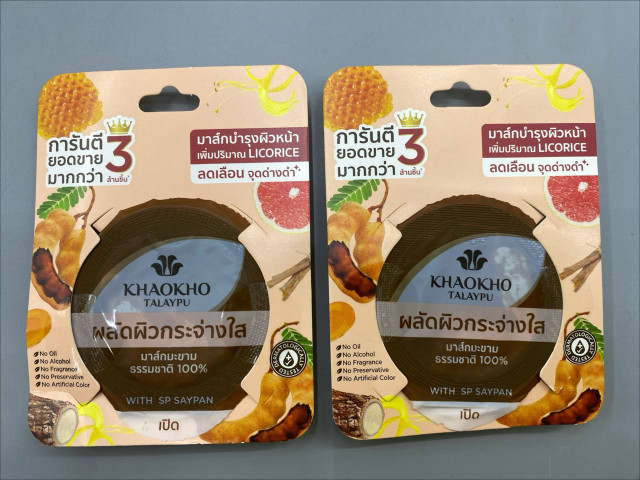 การันตี
ยอดขาย
มากกว่า
3
ล้านชิ้น*
มาส์กบำรุงผิวหน้า
เพิ่มปริมาณ LICORICE
ลดเลือน จุดด่างดำ*
KHAOKHO
TALAYPU
ผลัดผิวกระจ่างใส
มาส์กมะขาม
ธรรมชาติ 100%
No Oil
No Alcohol
No Fragrance
No Preservative
No Artificial Color
DERMATOLOGICALLY TESTED
WITH SP SAYPAN
เปิด
การันตี
ยอดขาย
มากกว่า
3
ล้านชิ้น*
มาส์กบำรุงผิวหน้า
เพิ่มปริมาณ LICORICE
ลดเลือน จุดด่างดำ*
KHAOKHO
TALAYPU
ผลัดผิวกระจ่างใส
มาส์กมะขาม
ธรรมชาติ 100%
No Oil
No Alcohol
No Fragrance
No Preservative
No Artificial Color
DERMATOLOGICALLY TESTED
WITH SP SAYPAN
เปิด